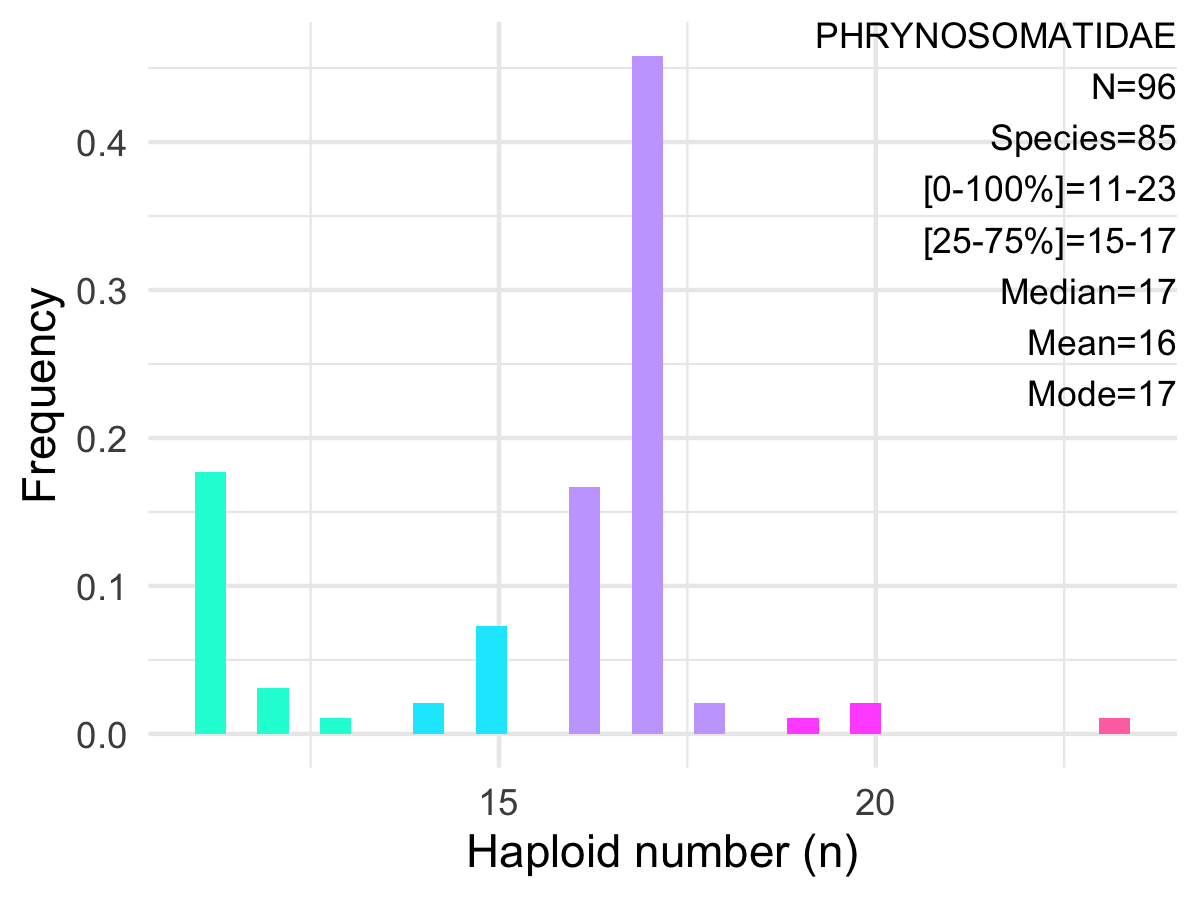 PHRYNOSOMATIDAE
N=96
Species=85
[0-100%]=11-23
[25-75%]=15-17
Median=17
Mean=16
Mode=17
Frequency
0.4
0.3
0.2
0.1
0.0
15 20
Haploid number (n)